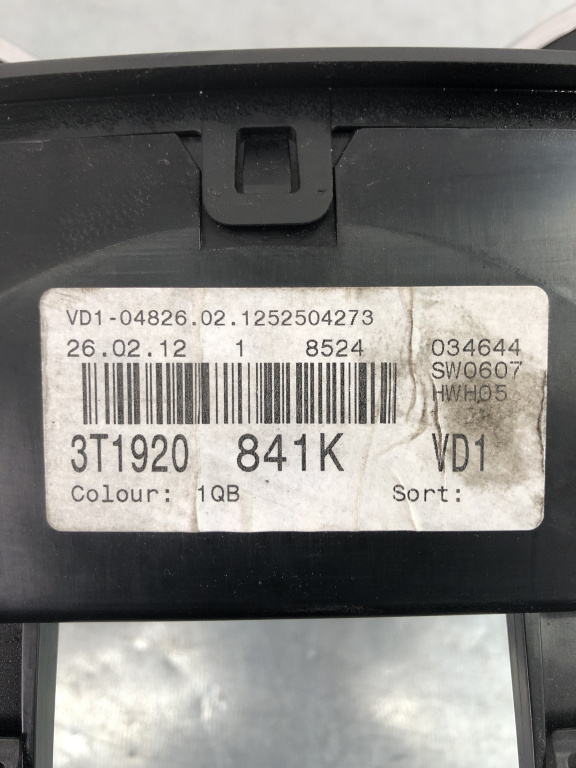 VD1-04826.02.1252504273
26.02.12 1 8524 034644
SW0607
HWH05
3T1920 841K VD1
Colour: 1QB Sort: